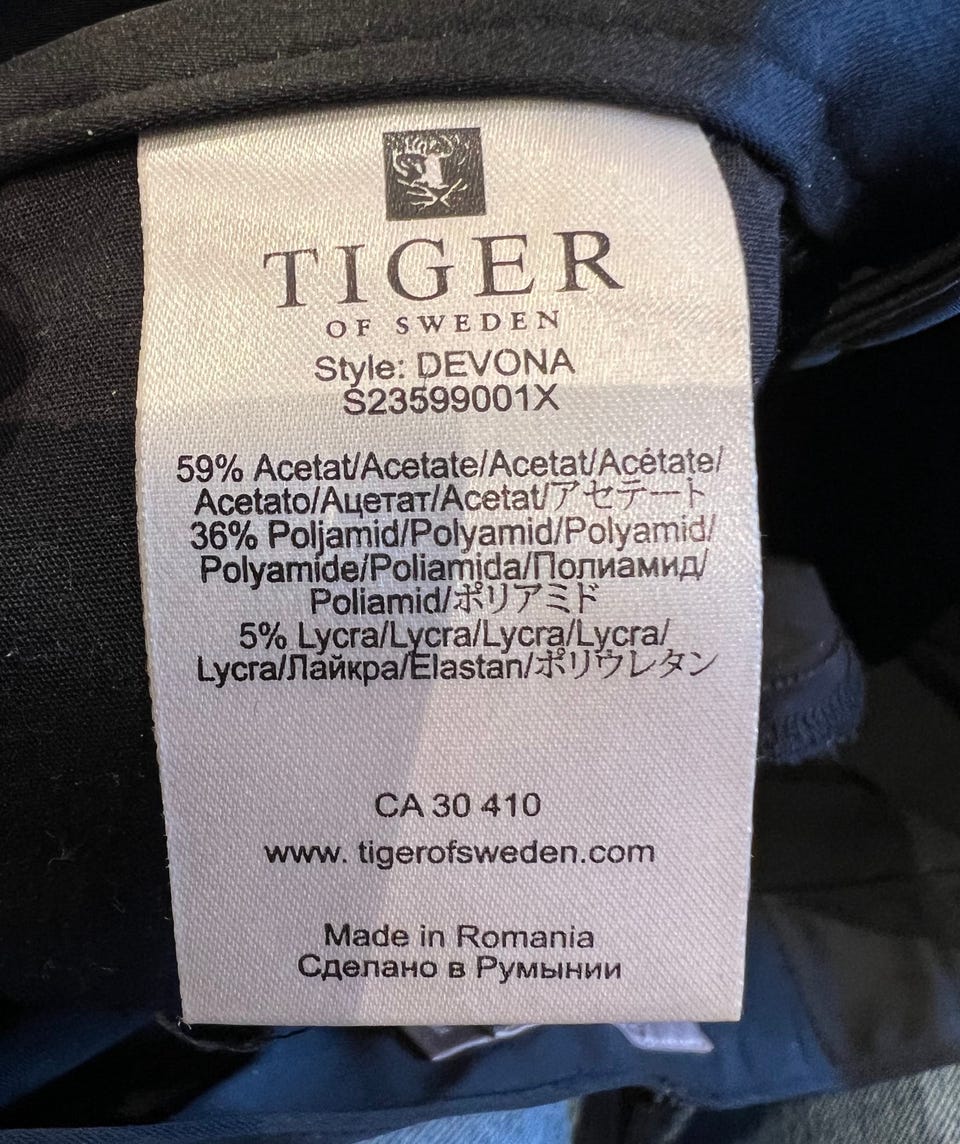 TIGER
OF SWEDEN
Style: DEVONA
S23599001X
59% Acetat/Acetate/Acetat/Acétate/
Acetato/Ацетат/Acetat/アセテート
36% Poljamid/Polyamid/Polyamid/
Polyamide/Poliamida/Полиамид/
Poliamid/ポリアミド
5% Lycra/Lycra/Lycra/Lycra/
Lycra/Лайкра/Elastan/ポリウレタン
CA 30 410
www. tigerofsweden.com
Made in Romania
Сделано в Румынии